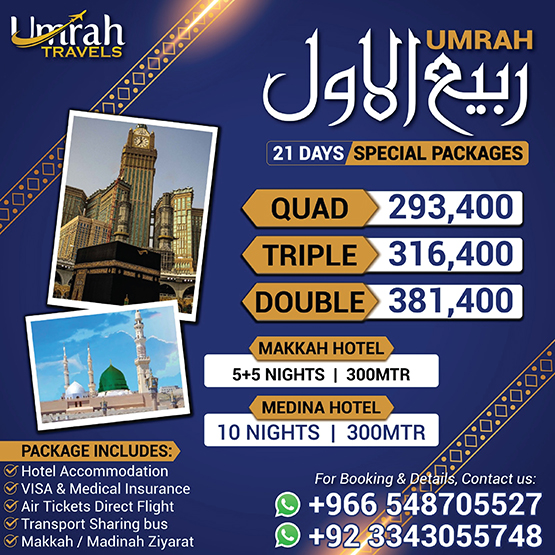 Umrah
TRAVELS
UMRAH
ربیع الاول
21 DAYS SPECIAL PACKAGES
QUAD 293,400
TRIPLE 316,400
DOUBLE 381,400
MAKKAH HOTEL
5+5 NIGHTS | 300MTR
MEDINA HOTEL
10 NIGHTS | 300MTR
PACKAGE INCLUDES:
Hotel Accommodation
VISA & Medical Insurance
Air Tickets Direct Flight
Transport Sharing bus
Makkah / Madinah Ziyarat
For Booking & Details, Contact us:
+966 548705527
+92 3343055748